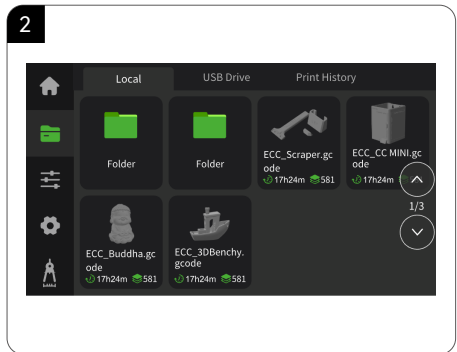 2
Local
USB Drive
Print History
Folder
Folder
ECC_Scraper.gc
ode
17h24m 581
ECC_CC MINI.gc
ode
17h24m
1/3
ECC_Buddha.gc
ode
17h24m 581
ECC_3DBenchy.
gcode
17h24m 581